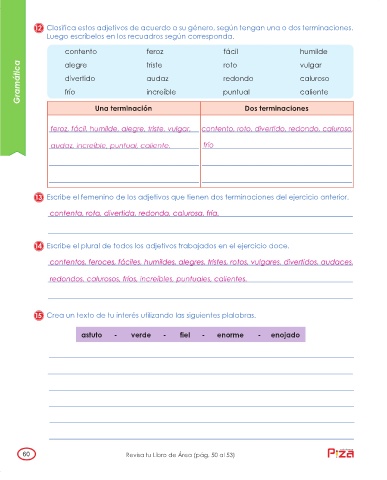 Gramática
12 Clasifica estos adjetivos de acuerdo a su género, según tengan una o dos terminaciones.
Luego escríbelos en los recuadros según corresponda.
contento feroz fácil humilde
alegre triste roto vulgar
divertido audaz redondo caluroso
frío increíble puntual caliente
Una terminación Dos terminaciones
feroz, fácil, humilde, alegre, triste, vulgar, contento, roto, divertido, redondo, caluroso,
audaz, increíble, puntual, caliente. frío
13 Escribe el femenino de los adjetivos que tienen dos terminaciones del ejercicio anterior.
contenta, rota, divertida, redonda, calurosa, fría.
14 Escribe el plural de todos los adjetivos trabajados en el ejercicio doce.
contentos, feroces, fáciles, humildes, alegres, tristes, rotos, vulgares, divertidos, audaces,
redondos, calurosos, fríos, increíbles, puntuales, calientes.
15 Crea un texto de tu interés utilizando las siguientes plalabras.
astuto - verde - fiel - enorme - enojado
60 Revisa tu Libro de Área (pág. 50 al 53)